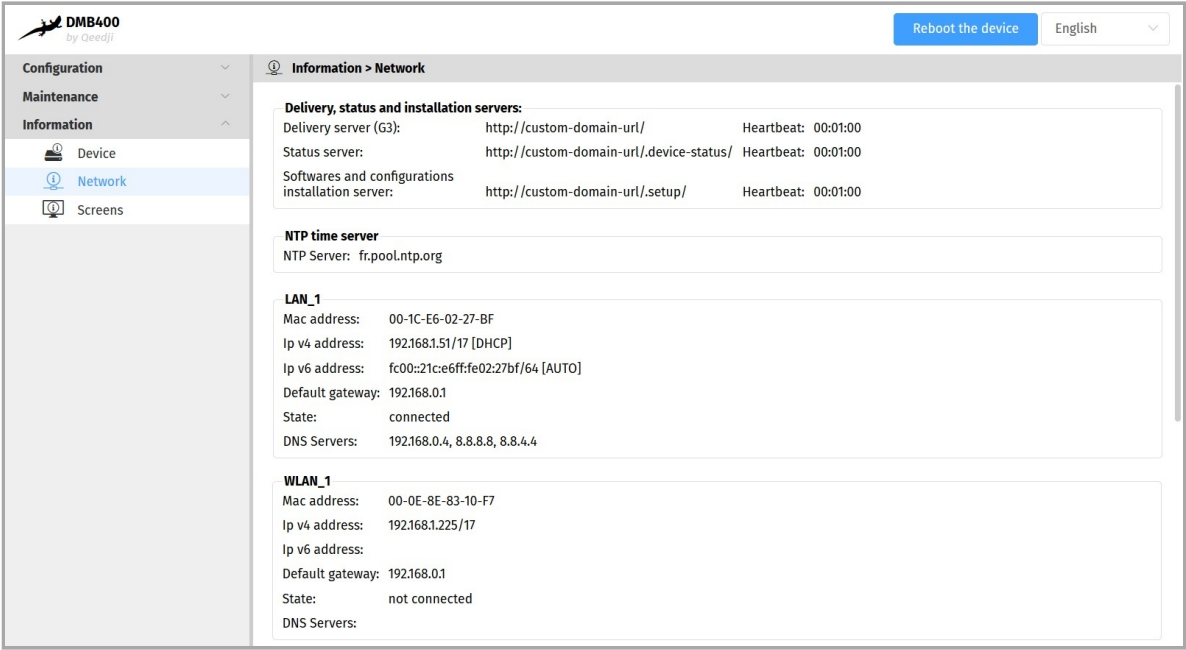 DMB400
by Qeedji
Reboot the device
English
Configuration
Maintenance
Information
Device
Network
Screens
Information > Network
Delivery, status and installation servers:
Delivery server (G3): http://custom-domain-url/ Heartbeat: 00:01:00
Status server: http://custom-domain-url/.device-status/ Heartbeat: 00:01:00
Softwares and configurations
installation server: http://custom-domain-url/.setup/ Heartbeat: 00:01:00
NTP time server
NTP Server: fr.pool.ntp.org
LAN_1
Mac address: 00-1C-E6-02-27-BF
Ip v4 address: 192.168.1.51/17 [DHCP]
Ip v6 address: fc00::21c:e6ff:fe02:27bf/64 [AUTO]
Default gateway: 192.168.0.1
State: connected
DNS Servers: 192.168.0.4, 8.8.8.8, 8.8.4.4
WLAN_1
Mac address: 00-0E-8E-83-10-F7
Ip v4 address: 192.168.1.225/17
Ip v6 address:
Default gateway: 192.168.0.1
State: not connected
DNS Servers: